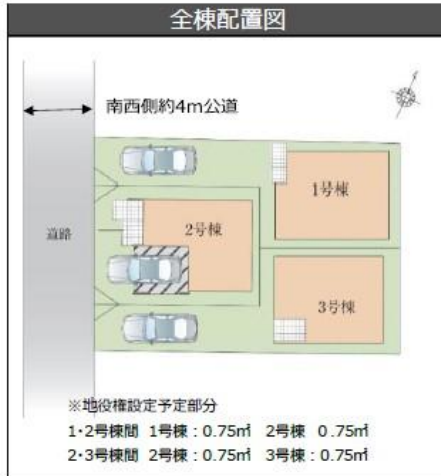 全棟配置図
南西側約4m公道
1号棟
2号棟
道路
3号棟
※地役権設定予定部分
1・2号棟間 1号棟：0.75㎡ 2号棟 0.75㎡
2・3号棟間 2号棟：0.75㎡ 3号棟：0.75㎡